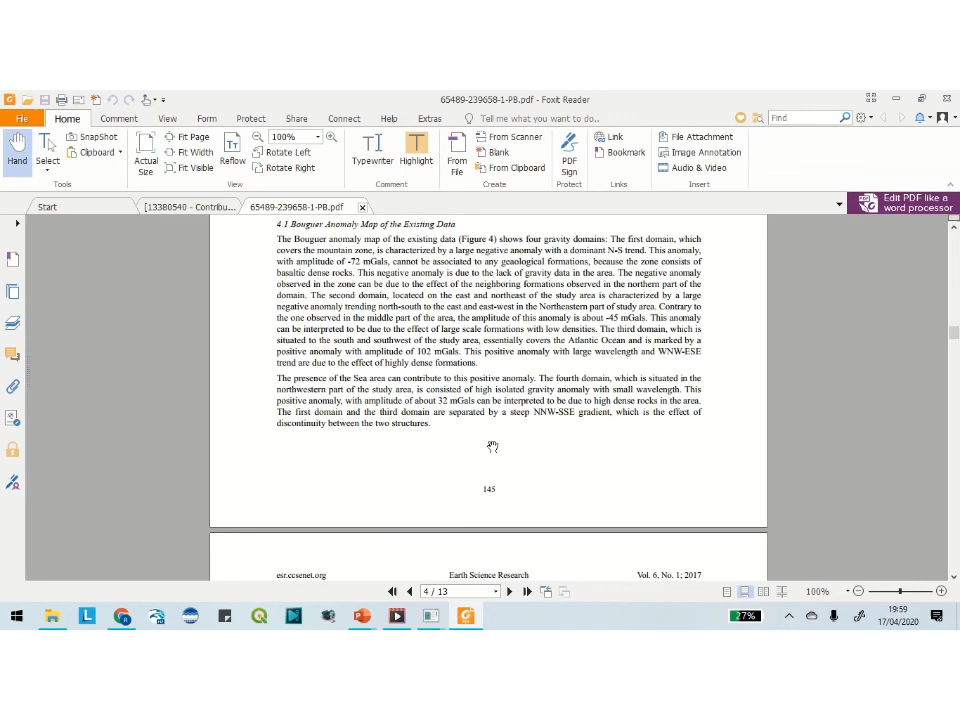 65489-239658-1-PB.pdf - Foxit Reader
File Home Comment View Form Protect Share Connect Help Extras Tell me what you want to do.. Find
Hand
Select
SnapShot
Clipboard
Tools
Actual Size
Fit Page
Fit Width
Fit Visible
Reflow
100%
Rotate Left
Rotate Right
View
Typewriter
Highlight
Comment
From File
From Scanner
Blank
From Clipboard
Create
PDF Sign
Protect
Link
Bookmark
Links
File Attachment
Image Annotation
Audio & Video
Insert
Start [13380540 - Contribu... 65489-239658-1-PB.pdf
Edit PDF like a
word processor
4.1 Bouguer Anomaly Map of the Existing Data
The Bouguer anomaly map of the existing data (Figure 4) shows four gravity domains: The first domain, which
covers the mountain zone, is characterized by a large negative anomaly with a dominant N-S trend. This anomaly,
with amplitude of -72 mGals, cannot be associated to any geaological formations, because the zone consists of
basaltic dense rocks. This negative anomaly is due to the lack of gravity data in the area. The negative anomaly
observed in the zone can be due to the effect of the neighboring formations observed in the northern part of the
domain. The second domain, locatecd on the east and northeast of the study area is characterized by a large
negative anomaly trending north-south to the east and east-west in the Northeastern part of study area. Contrary to
the one observed in the middle part of the area, the amplitude of this anomaly is about -45 mGals. This anomaly
can be interpreted to be due to the effect of large scale formations with low densities. The third domain, which is
situated to the south and southwest of the study area, essentially covers the Atlantic Ocean and is marked by a
positive anomaly with amplitude of 102 mGals. This positive anomaly with large wavelength and WNW-ESE
trend are due to the effect of highly dense formations.
The presence of the Sea area can contribute to this positive anomaly. The fourth domain, which is situated in the
northwestern part of the study area, is consisted of high isolated gravity anomaly with small wavelength. This
positive anomaly, with amplitude of about 32 mGals can be interpreted to be due to high dense rocks in the area.
The first domain and the third domain are separated by a steep NNW-SSE gradient, which is the effect of
discontinuity between the two structures.
145
esr.ccsenet.org Earth Science Research Vol. 6, No. 1; 2017
4 / 13
100%
27%
19:59
17/04/2020